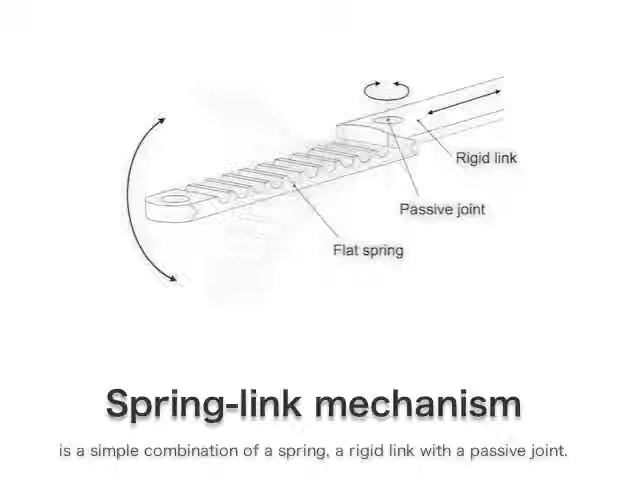 Rigid link
Passive joint
Flat spring
Spring-link mechanism
is a simple combination of a spring, a rigid link with a passive joint.